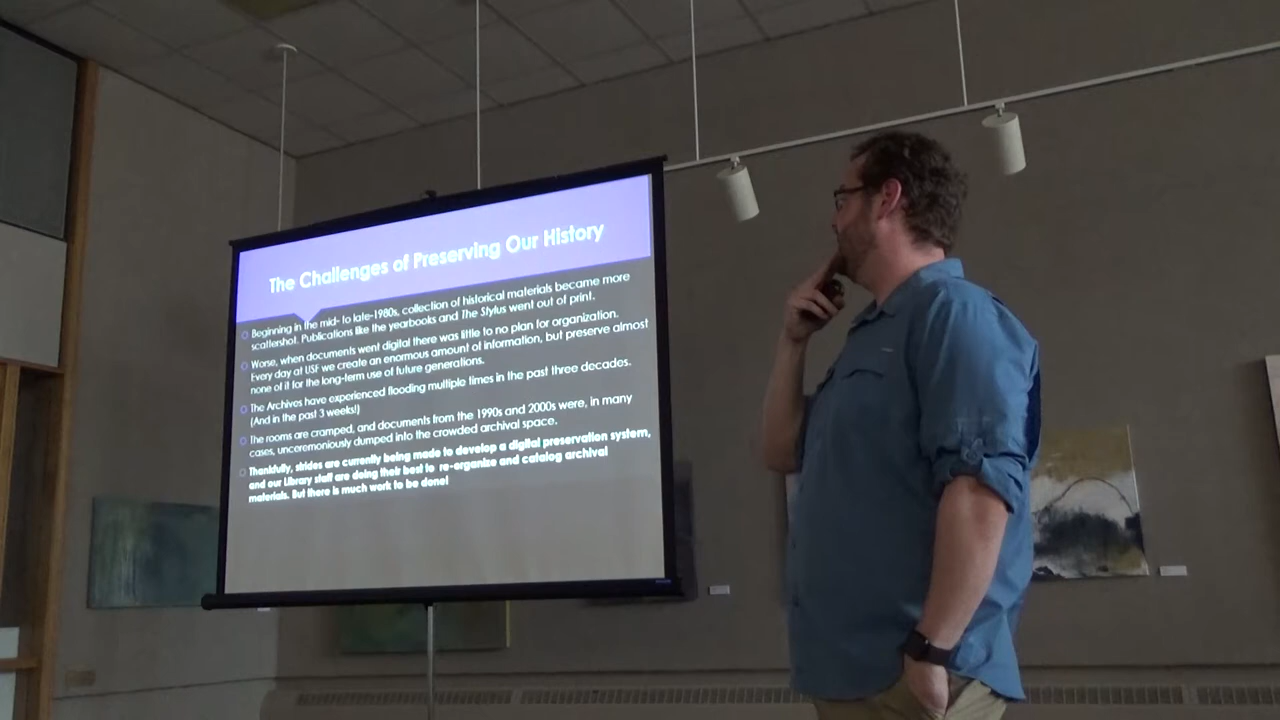 The Challenges of Preserving Our History
Beginning in the mid- to late-1980s, collection of historical materials became more
scattershot. Publications like the yearbooks and The Stylus went out of print.
Worse, when documents went digital there was little to no plan for organization.
Every day at USF we create an enormous amount of information, but preserve almost
none of it for the long-term use of future generations.
The Archives have experienced flooding multiple times in the past three decades.
(And in the past 3 weeks!)
The rooms are cramped, and documents from the 1990s and 2000s were, in many
cases, unceremoniously dumped into the crowded archival space.
Thankfully, strides are currently being made to develop a digital preservation system,
and our Library staff are doing their best to re-organize and catalog archival
materials. But there is much work to be done!